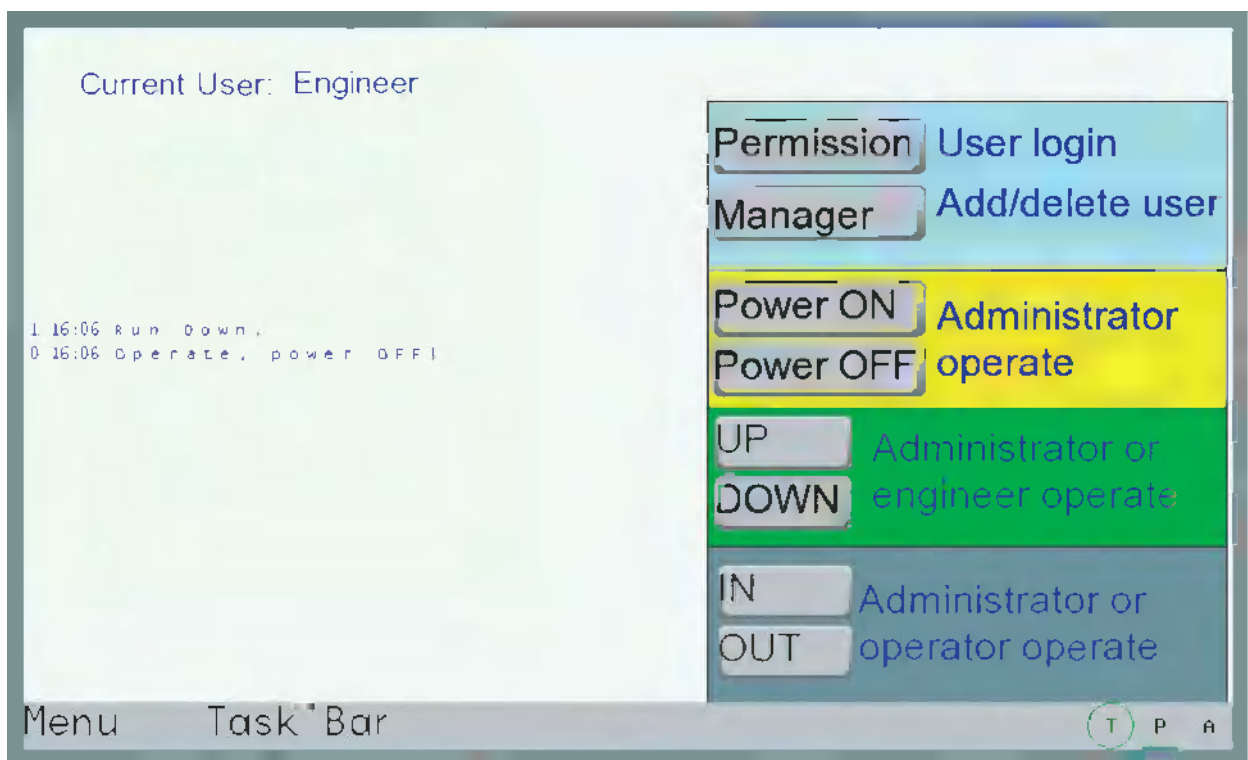 Current User: Engineer
Permission User login
Manager Add/delete user
Power ON Administrator
Power OFF operate
1 16:06 Run Down.
0 16:06 Operate, power OFF!
UP Administrator or
DOWN engineer operate
IN Administrator or
OUT operator operate
Menu Task Bar T P A